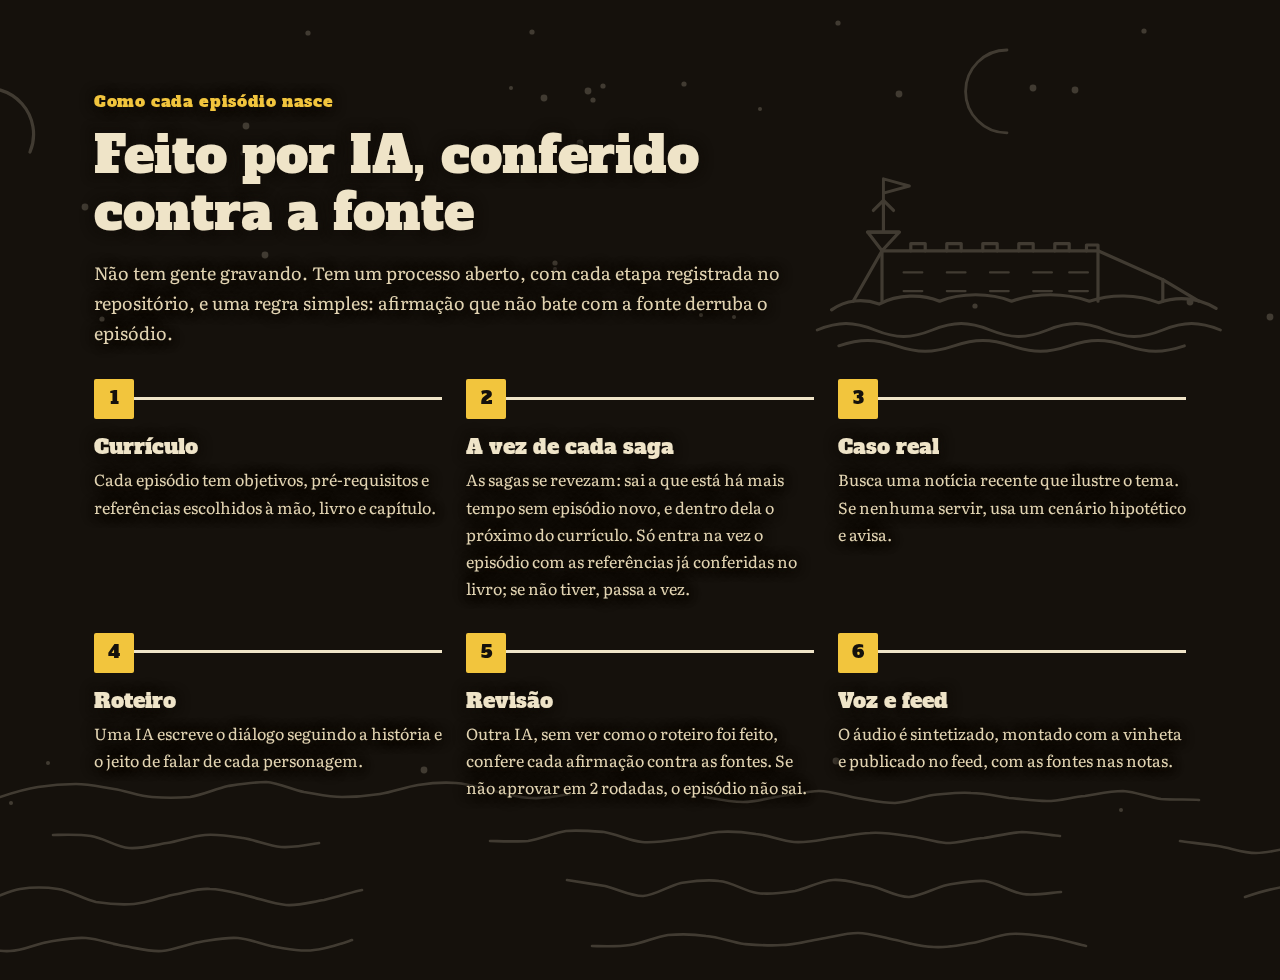 Como cada episódio nasce
Feito por IA, conferido
contra a fonte
Não tem gente gravando. Tem um processo aberto, com cada etapa registrada no
repositório, e uma regra simples: afirmação que não bate com a fonte derruba o
episódio.
1
Currículo
Cada episódio tem objetivos, pré-requisitos e
referências escolhidos à mão, livro e capítulo.
2
A vez de cada saga
As sagas se revezam: sai a que está há mais
tempo sem episódio novo, e dentro dela o
próximo do currículo. Só entra na vez o
episódio com as referências já conferidas no
livro; se não tiver, passa a vez.
3
Caso real
Busca uma notícia recente que ilustre o tema.
Se nenhuma servir, usa um cenário hipotético
e avisa.
4
Roteiro
Uma IA escreve o diálogo seguindo a história e
o jeito de falar de cada personagem.
5
Revisão
Outra IA, sem ver como o roteiro foi feito,
confere cada afirmação contra as fontes. Se
não aprovar em 2 rodadas, o episódio não sai.
6
Voz e feed
O áudio é sintetizado, montado com a vinheta
e publicado no feed, com as fontes nas notas.